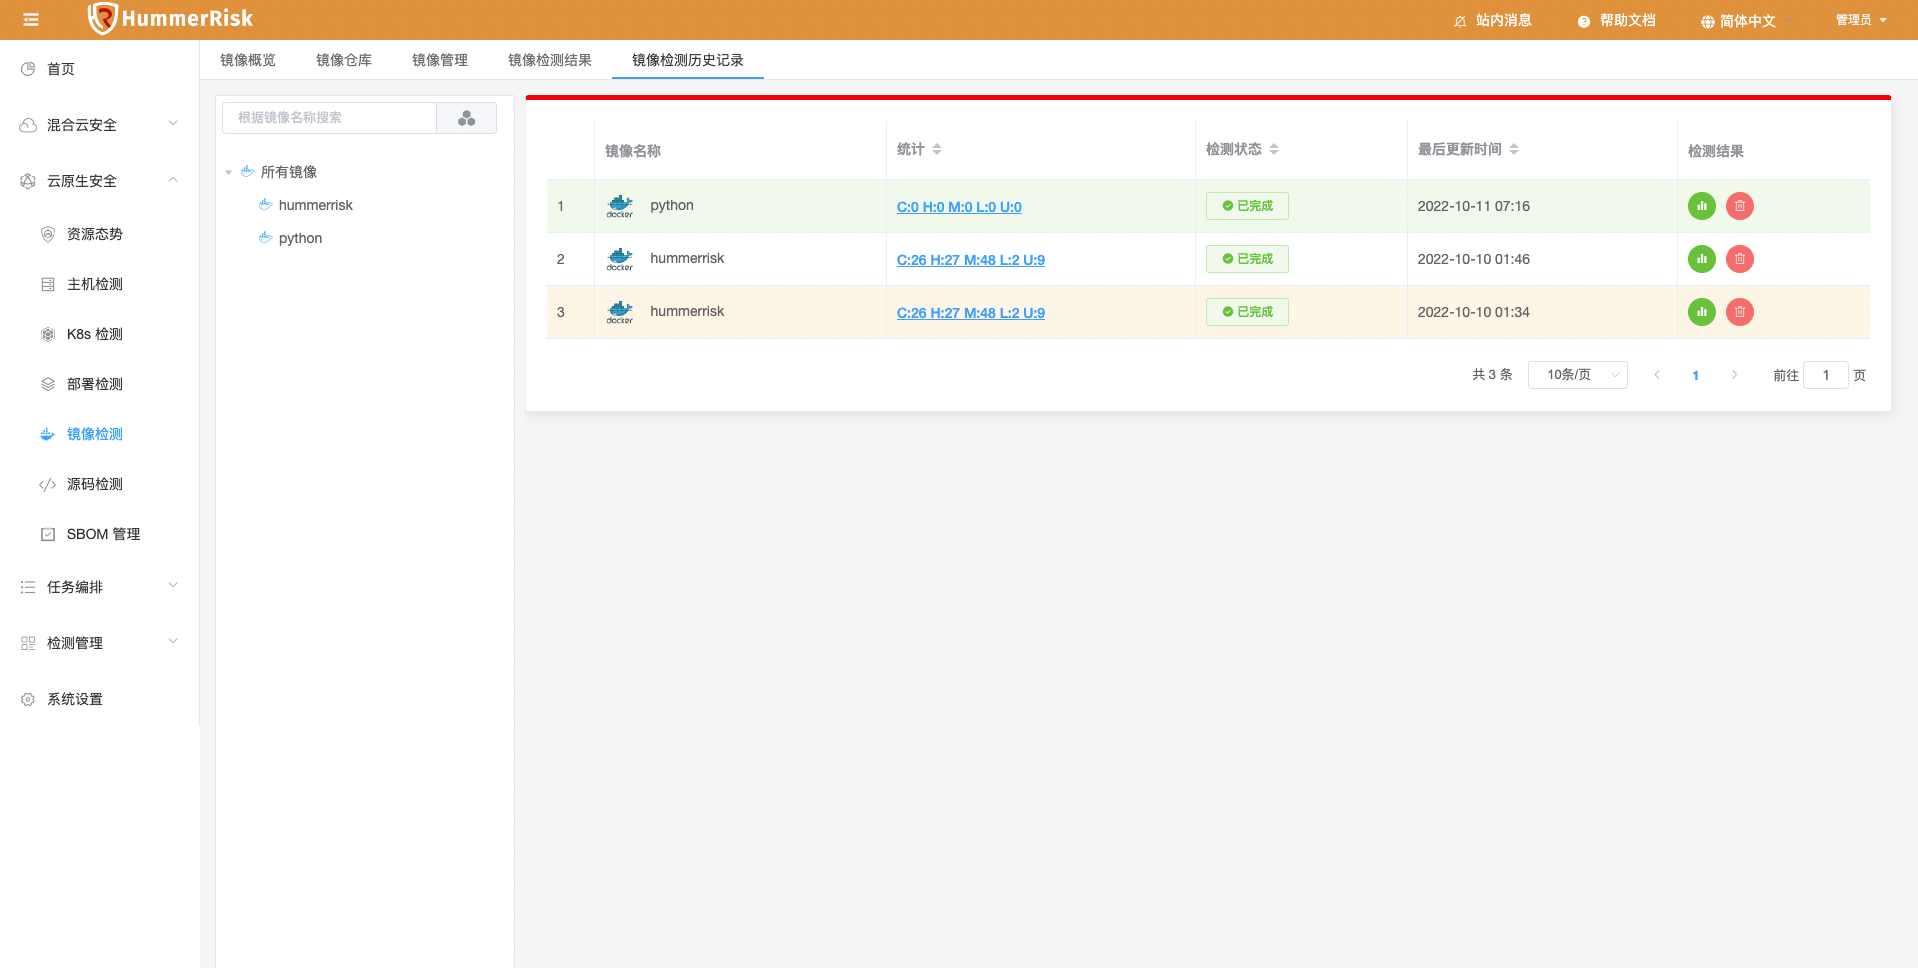 HummerRisk
站内消息
帮助文档
简体中文
管理员
首页
混合云安全
云原生安全
资源态势
主机检测
K8s 检测
部署检测
镜像检测
源码检测
SBOM 管理
任务编排
检测管理
系统设置
镜像概览
镜像仓库
镜像管理
镜像检测结果
镜像检测历史记录
根据镜像名称搜索
所有镜像
hummerrisk
python
镜像名称 统计 检测状态 最后更新时间 检测结果
1 docker python C:0 H:0 M:0 L:0 U:0 已完成 2022-10-11 07:16
2 docker hummerrisk C:26 H:27 M:48 L:2 U:9 已完成 2022-10-10 01:46
3 docker hummerrisk C:26 H:27 M:48 L:2 U:9 已完成 2022-10-10 01:34
共 3 条 10条/页 1 前往 1 页